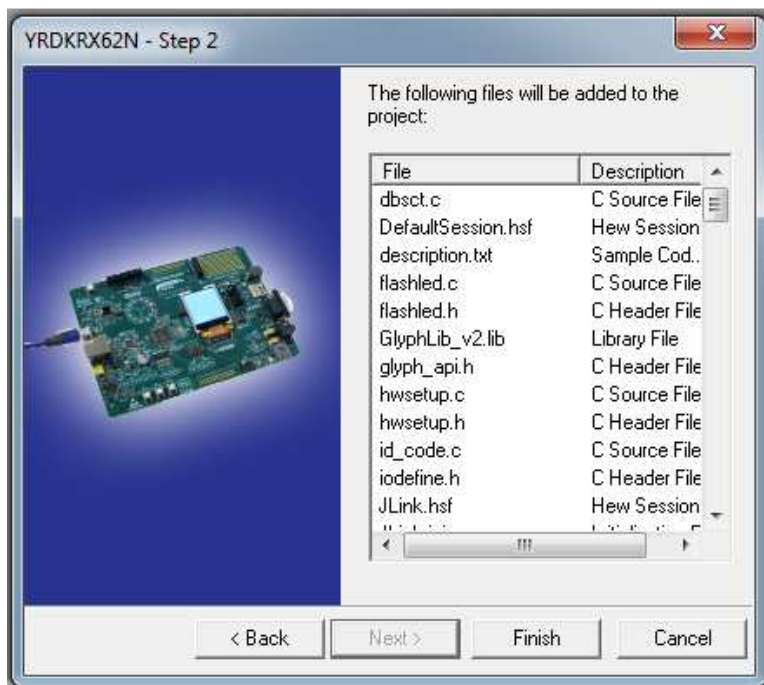 YRDKRX62N - Step 2
The following files will be added to the
project:
File Description
dbsct.c C Source File
DefaultSession.hsf Hew Session
description.txt Sample Cod...
flashled.c C Source File
flashled.h C Header File
GlyphLib_v2.lib Library File
glyph_api.h C Header File
hwsetup.c C Source File
hwsetup.h C Header File
id_code.c C Source File
iodefine.h C Header File
JLink.hsf Hew Session
< Back Next > Finish Cancel